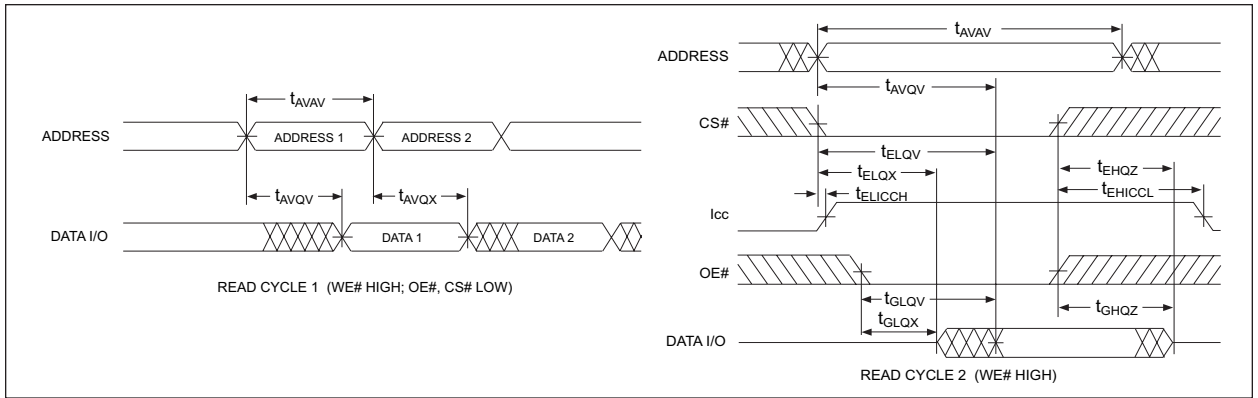 tAVAV
ADDRESS
ADDRESS 1
ADDRESS 2
tAVQV
tAVQX
DATA I/O
DATA 1
DATA 2
READ CYCLE 1 (WE# HIGH; OE#, CS# LOW)
tAVAV
ADDRESS
tAVQV
CS#
tELQV
tELQX
tEHQZ
tELICCH
tEHICCL
Icc
OE#
tGLQV
tGHQZ
tGLQX
DATA I/O
READ CYCLE 2 (WE# HIGH)